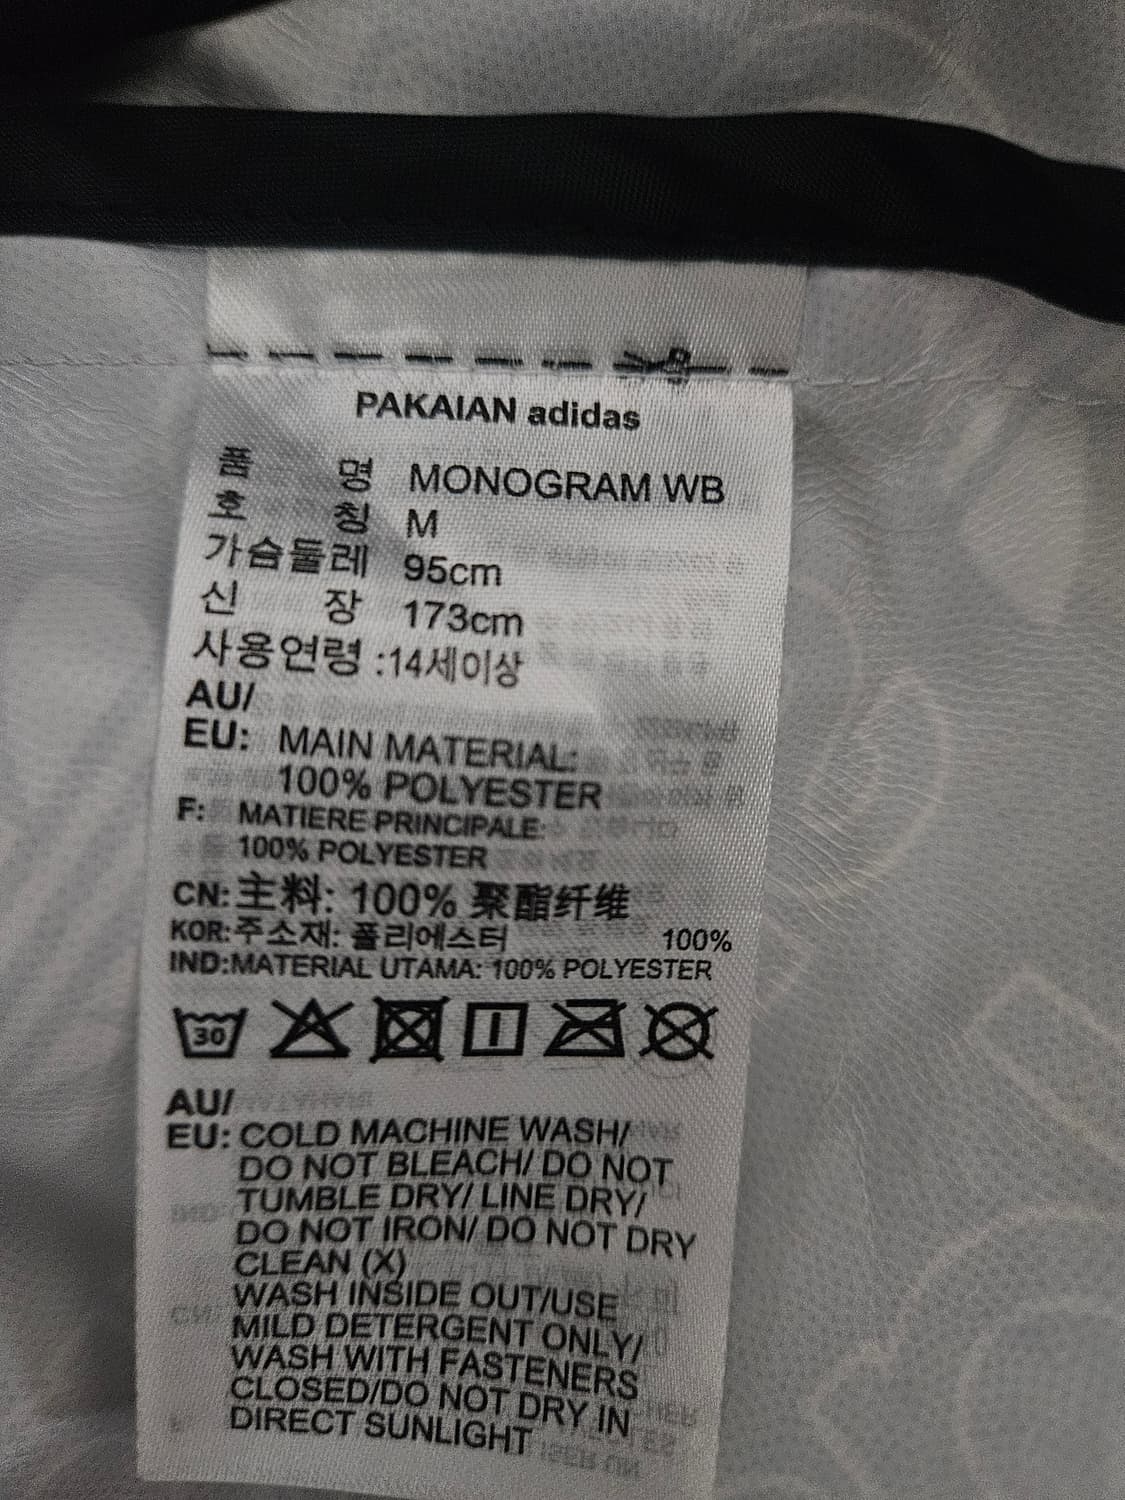 PAKAIAN adidas
품 명 MONOGRAM WB
호 칭 M
가슴둘레 95cm
신 장 173cm
사용연령 :14세이상
AU/
EU: MAIN MATERIAL:
100% POLYESTER
F: MATIERE PRINCIPALE:
100% POLYESTER
CN: 主料: 100% 聚酯纤维
KOR: 주소재: 폴리에스터 100%
IND:MATERIAL UTAMA: 100% POLYESTER
30
AU/
EU: COLD MACHINE WASH/
DO NOT BLEACH/ DO NOT
TUMBLE DRY/ LINE DRY/
DO NOT IRON/ DO NOT DRY
CLEAN (X)
WASH INSIDE OUT/USE
MILD DETERGENT ONLY/
WASH WITH FASTENERS
CLOSED/DO NOT DRY IN
DIRECT SUNLIGHT